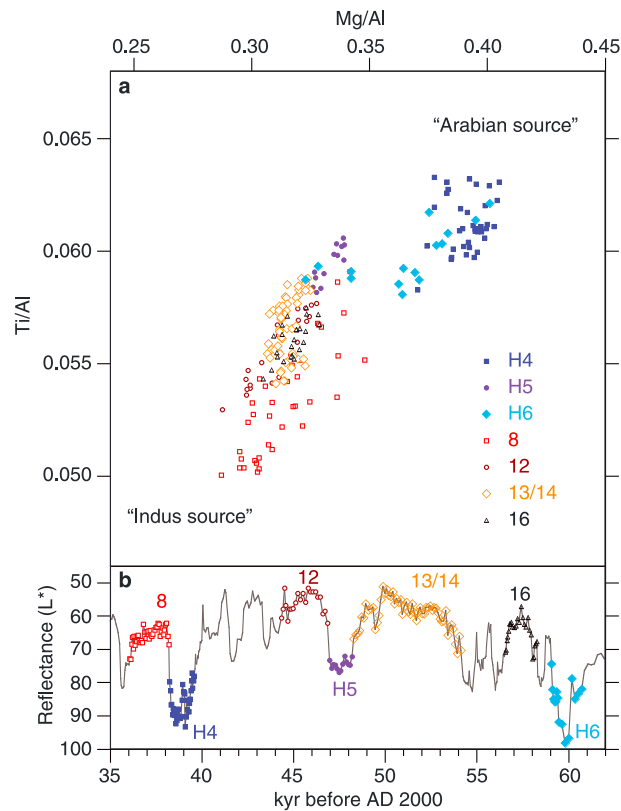 Mg/Al
0.25 0.30 0.35 0.40 0.45
a
"Arabian source"
0.065
0.060
Ti/Al
0.055
0.050
H4
H5
H6
8
12
13/14
16
"Indus source"
b
Reflectance (L*)
50
60
70
80
90
100
8
12
13/14
16
H4
H5
H6
35 40 45 50 55 60
kyr before AD 2000